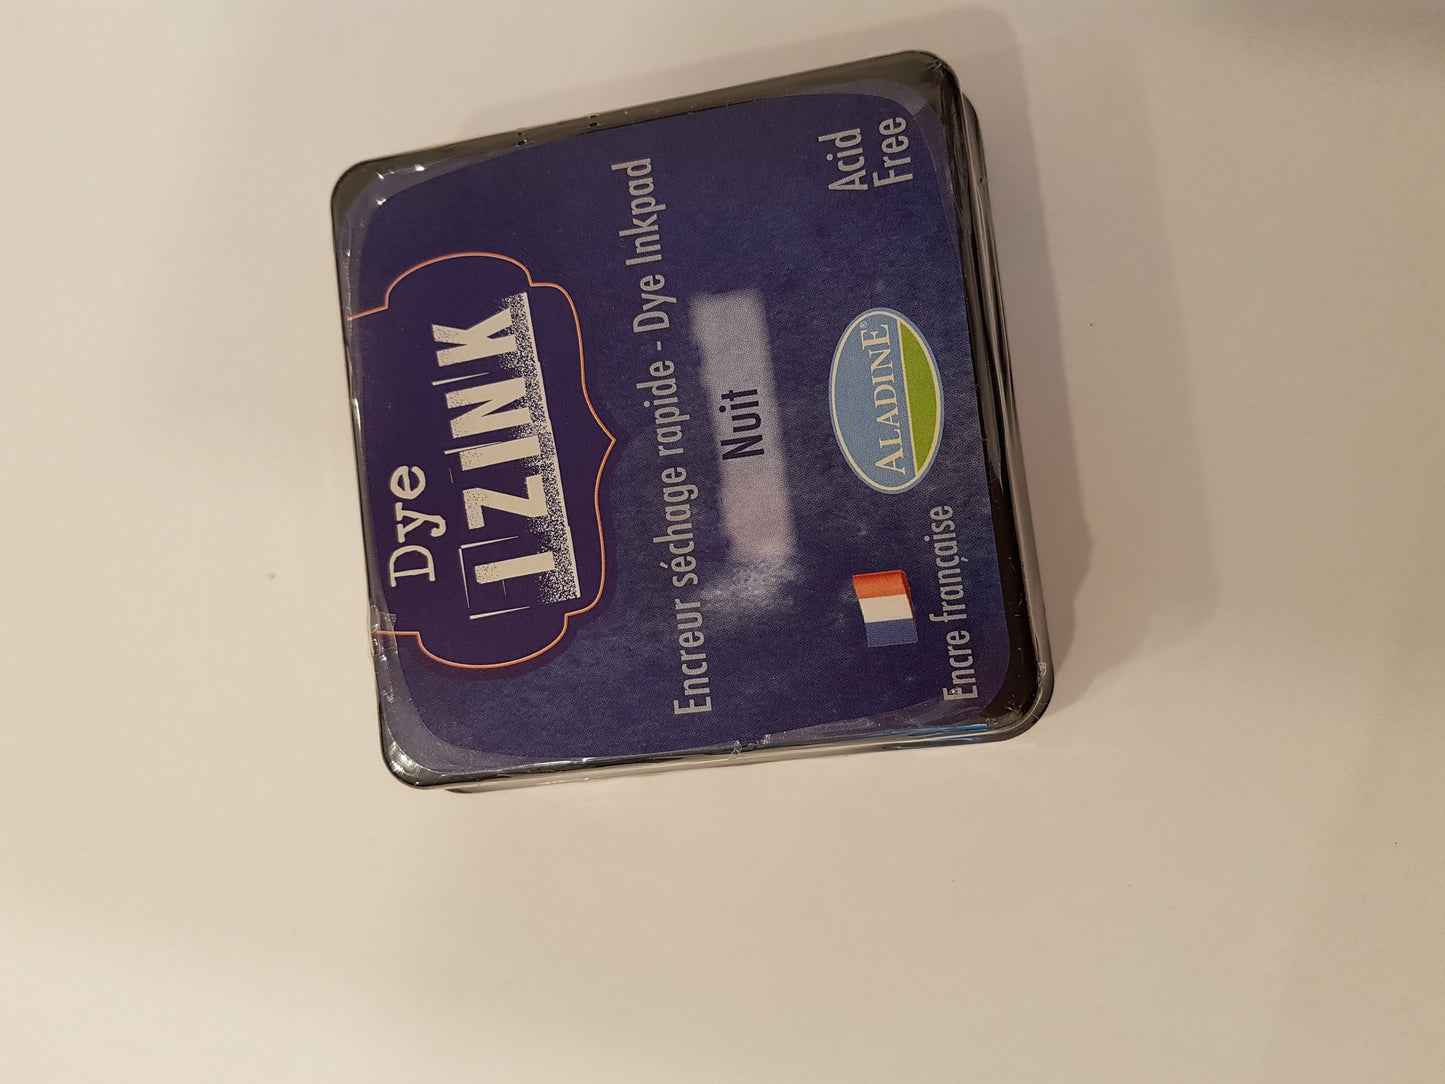 Dye
IZINK
Encreur séchage rapide - Dye Inkpad
Nuit
ALADINE®
Acid
Free
Encre française